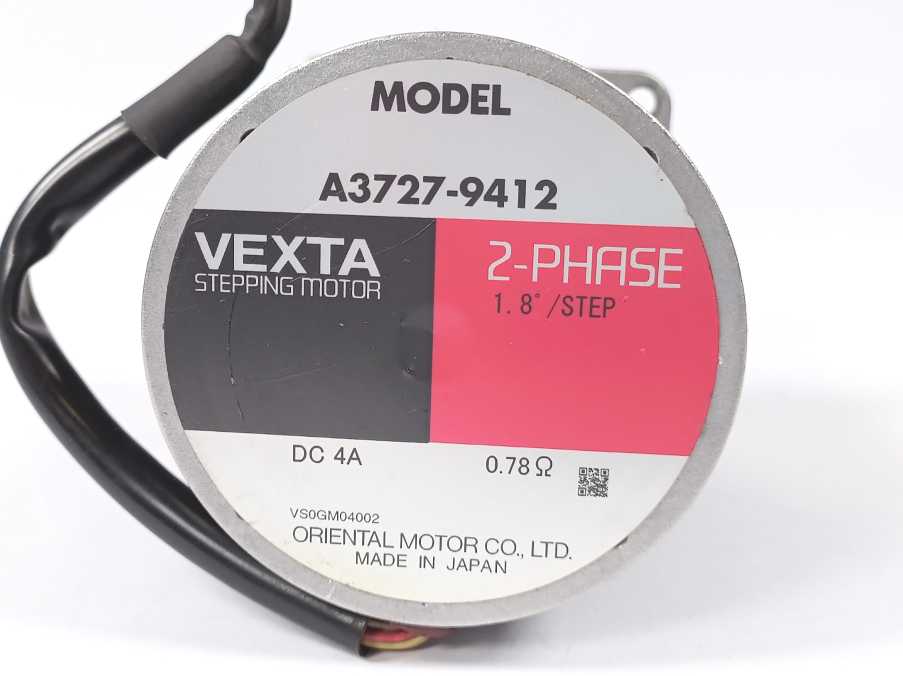 MODEL
A3727-9412
VEXTA
STEPPING MOTOR
2-PHASE
1.8°/STEP
DC 4A
0.78Ω
VS0GM04002
ORIENTAL MOTOR CO., LTD.
MADE IN JAPAN